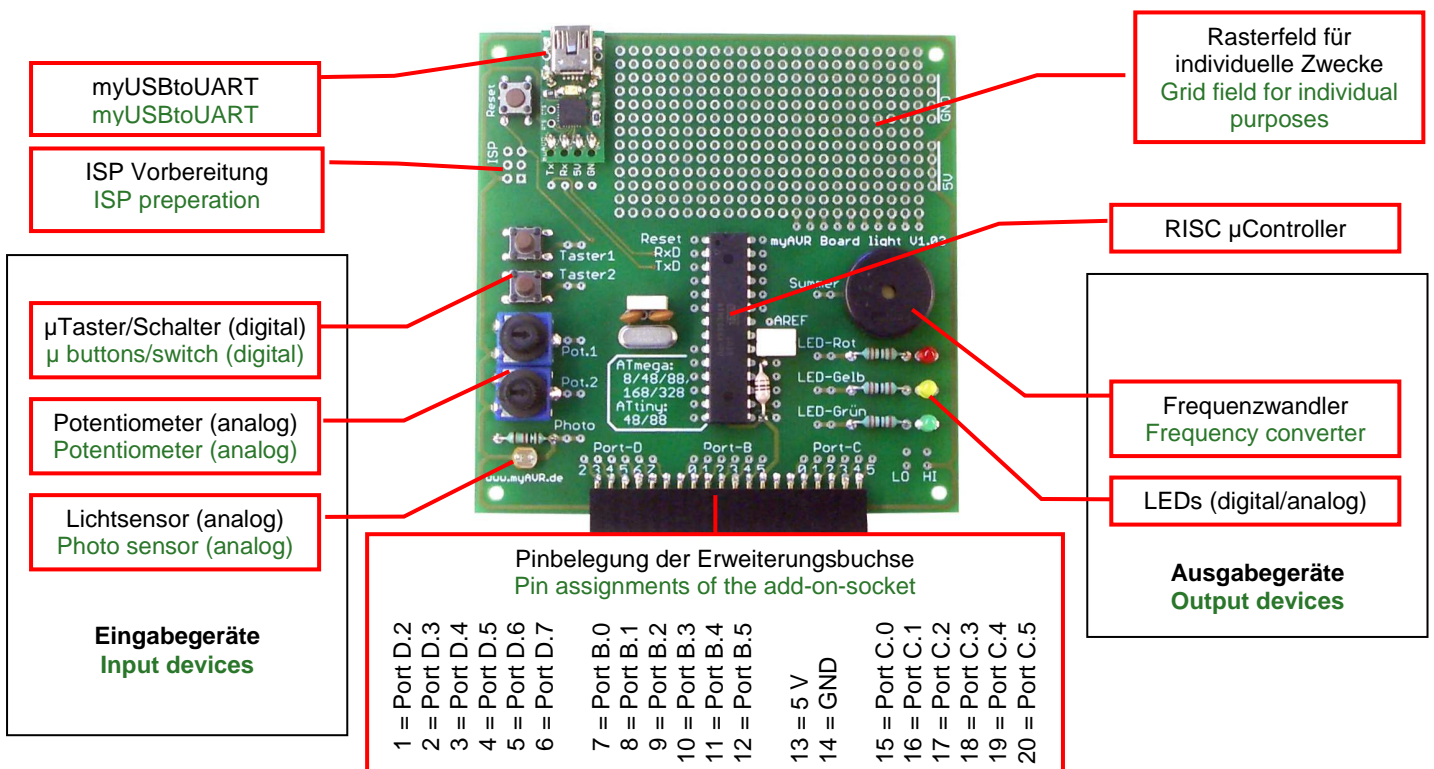 myUSBtoUART
myUSBtoUART
ISP Vorbereitung
ISP preperation
µTaster/Schalter (digital)
µ buttons/switch (digital)
Potentiometer (analog)
Potentiometer (analog)
Lichtsensor (analog)
Photo sensor (analog)
Eingabegeräte
Input devices
Rasterfeld für
individuelle Zwecke
Grid field for individual
purposes
RISC µController
Frequenzwandler
Frequency converter
LEDs (digital/analog)
Ausgabegeräte
Output devices
Reset
ISP
Tx
Rx
5V
GN
GND
5V
Taster1
Taster2
Pot.1
Pot.2
Photo
www.myAVR.de
Reset
RxD
TxD
myAVR Board light V1.02
Summer
AREF
LED-Rot
LED-Gelb
LED-Grün
ATmega:
8/48/88,
168/328
ATtiny:
48/88
Port-D
2 3 4 5 6 7
Port-B
0 1 2 3 4 5
Port-C
0 1 2 3 4 5
LO HI
Pinbelegung der Erweiterungsbuchse
Pin assignments of the add-on-socket
1 = Port D.2
2 = Port D.3
3 = Port D.4
4 = Port D.5
5 = Port D.6
6 = Port D.7
7 = Port B.0
8 = Port B.1
9 = Port B.2
10 = Port B.3
11 = Port B.4
12 = Port B.5
13 = 5 V
14 = GND
15 = Port C.0
16 = Port C.1
17 = Port C.2
18 = Port C.3
19 = Port C.4
20 = Port C.5